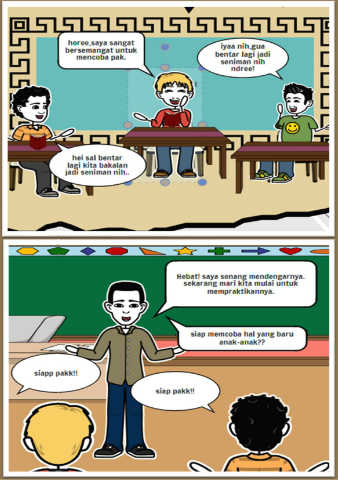 horee,saya sangat
bersemangat untuk
mencoba pak.
iyaa nih,gua
bentar lagi jadi
seniman nih
ndree!
hei sal bentar
lagi kita bakalan
jadi seniman nih..
Hebat! saya senang mendengarnya.
sekarang mari kita mulai untuk
mempraktikannya.
siap memcoba hal yang baru
anak-anak??
siapp pakk!!
siap pakk!!